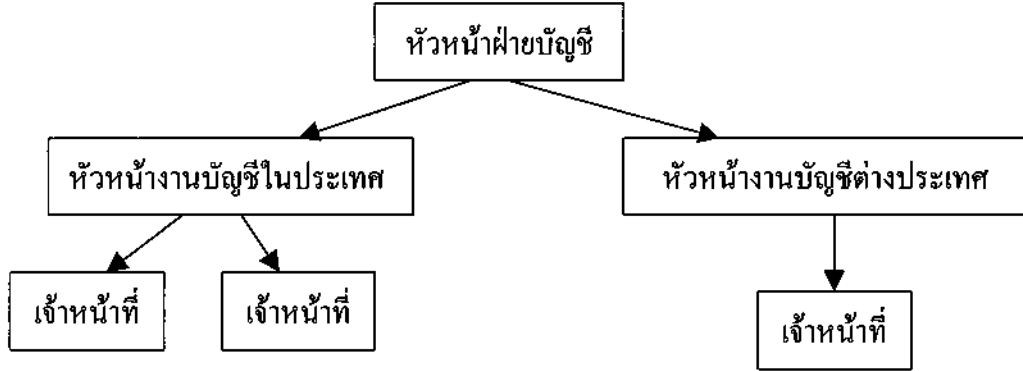 หัวหน้าฝ่ายบัญชี
หัวหน้างานบัญชีในประเทศ
หัวหน้างานบัญชีต่างประเทศ
เจ้าหน้าที่
เจ้าหน้าที่
เจ้าหน้าที่